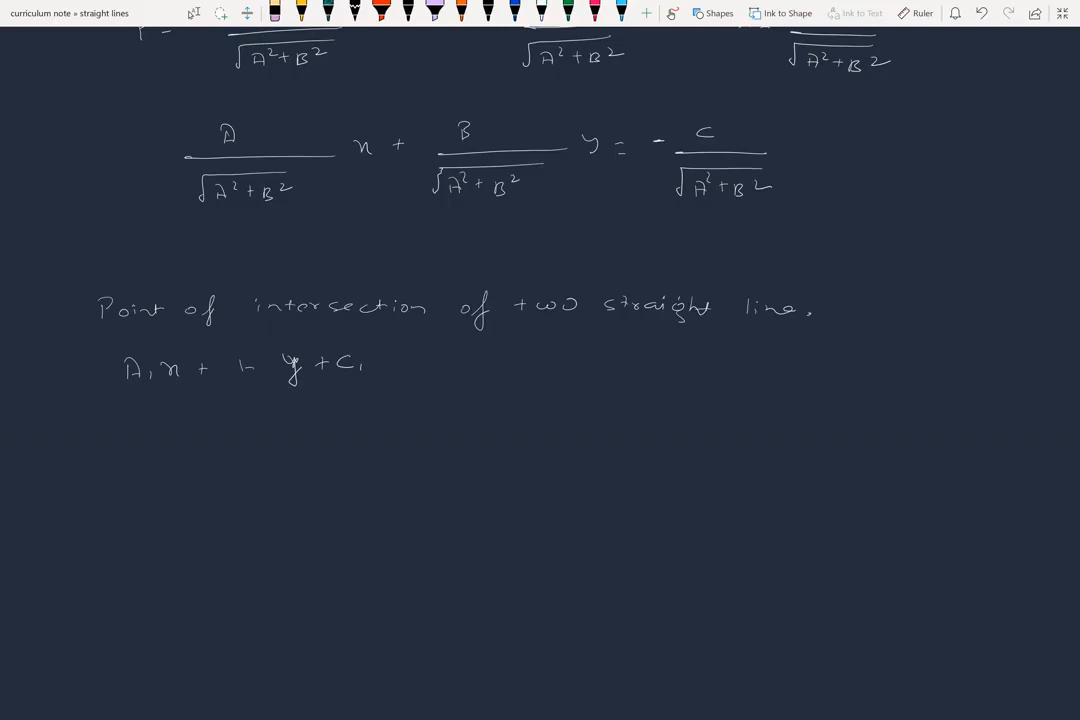 curriculum note » straight lines Shapes Ink to Shape Ink to Text Ruler
√A²+B² √A²+B² √A²+B²
A/√A²+B² x + B/√A²+B² y = - C/√A²+B²
Point of intersection of two straight line.
A₁x + y + C₁